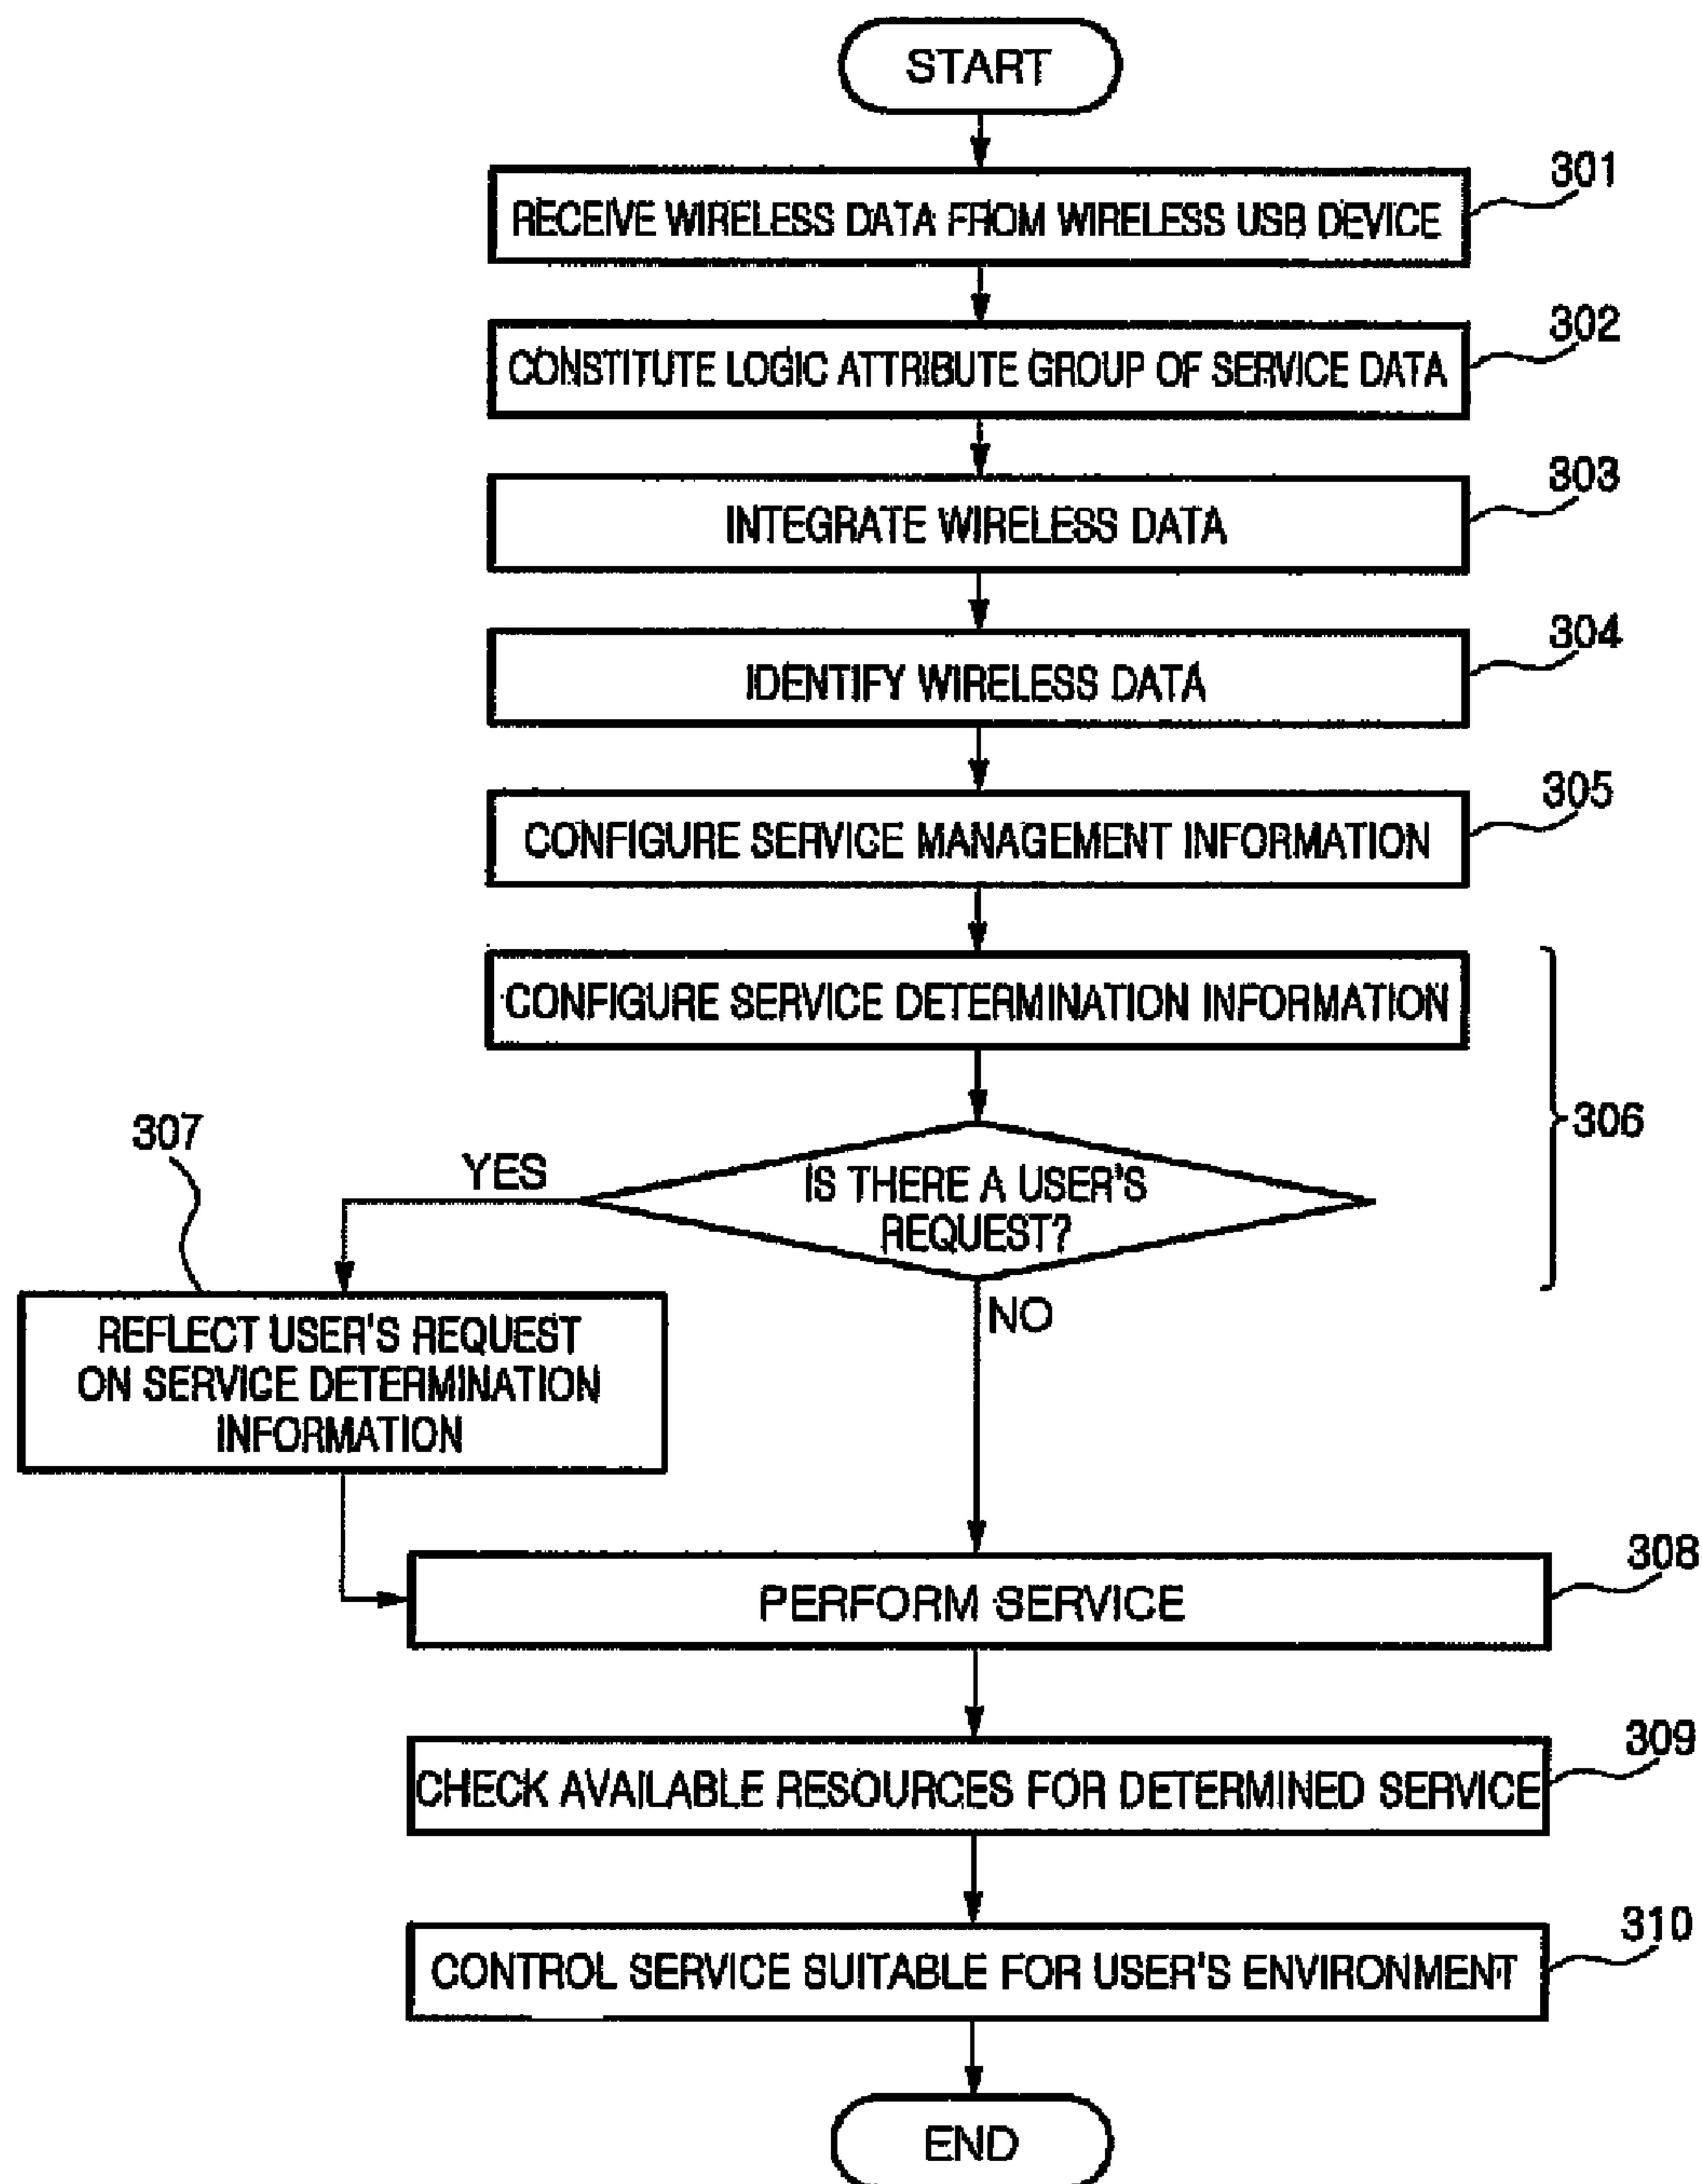 START
301
RECEIVE WIRELESS DATA FROM WIRELESS USB DEVICE
302
CONSTITUTE LOGIC ATTRIBUTE GROUP OF SERVICE DATA
303
INTEGRATE WIRELESS DATA
304
IDENTIFY WIRELESS DATA
305
CONFIGURE SERVICE MANAGEMENT INFORMATION
CONFIGURE SERVICE DETERMINATION INFORMATION
306
307
YES
IS THERE A USER'S
REQUEST?
NO
REFLECT USER'S REQUEST
ON SERVICE DETERMINATION
INFORMATION
308
PERFORM SERVICE
309
CHECK AVAILABLE RESOURCES FOR DETERMINED SERVICE
310
CONTROL SERVICE SUITABLE FOR USER'S ENVIRONMENT
END